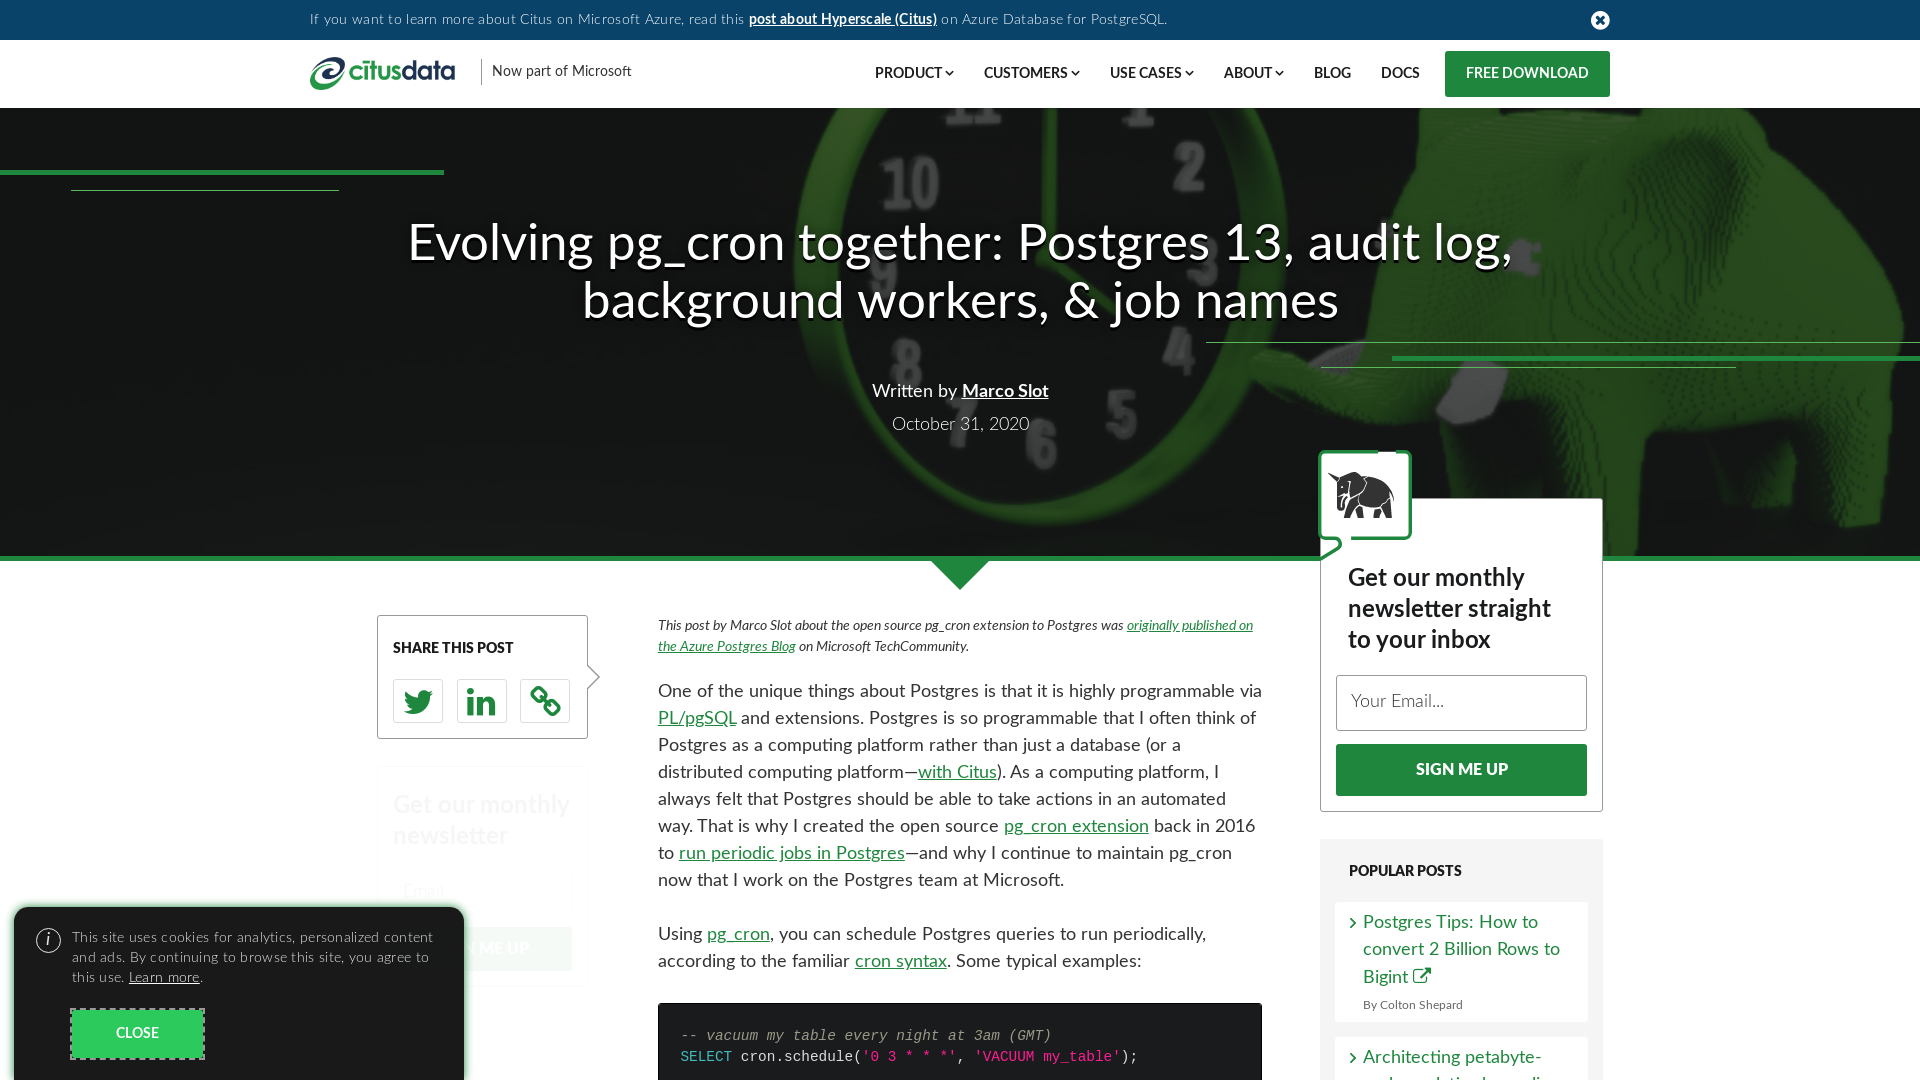 If you want to learn more about Citus on Microsoft Azure, read this post about Hyperscale (Citus) on Azure Database for PostgreSQL.
citusdata
Now part of Microsoft
PRODUCT
CUSTOMERS
USE CASES
ABOUT
BLOG
DOCS
FREE DOWNLOAD
11
1
10
2
Evolving pg_cron together: Postgres 13, audit log,
background workers, & job names
3
8
4
7
5
6
Written by Marco Slot
October 31, 2020
Get our monthly
newsletter straight
to your inbox
Your Email...
SIGN ME UP
SHARE THIS POST
Get our monthly
newsletter
Email
This post by Marco Slot about the open source pg_cron extension to Postgres was originally published on
the Azure Postgres Blog on Microsoft TechCommunity.
One of the unique things about Postgres is that it is highly programmable via
PL/pgSQL and extensions. Postgres is so programmable that I often think of
Postgres as a computing platform rather than just a database (or a
distributed computing platform—with Citus). As a computing platform, I
always felt that Postgres should be able to take actions in an automated
way. That is why I created the open source pg_cron extension back in 2016
to run periodic jobs in Postgres—and why I continue to maintain pg_cron
now that I work on the Postgres team at Microsoft.
Using pg_cron, you can schedule Postgres queries to run periodically,
according to the familiar cron syntax. Some typical examples:
-- vacuum my table every night at 3am (GMT)
SELECT cron.schedule('0 3 * * *', 'VACUUM my_table');
POPULAR POSTS
Postgres Tips: How to
convert 2 Billion Rows to
Bigint
By Colton Shepard
Architecting petabyte-
i
This site uses cookies for analytics, personalized content
and ads. By continuing to browse this site, you agree to
this use. Learn more.
CLOSE
ME UP